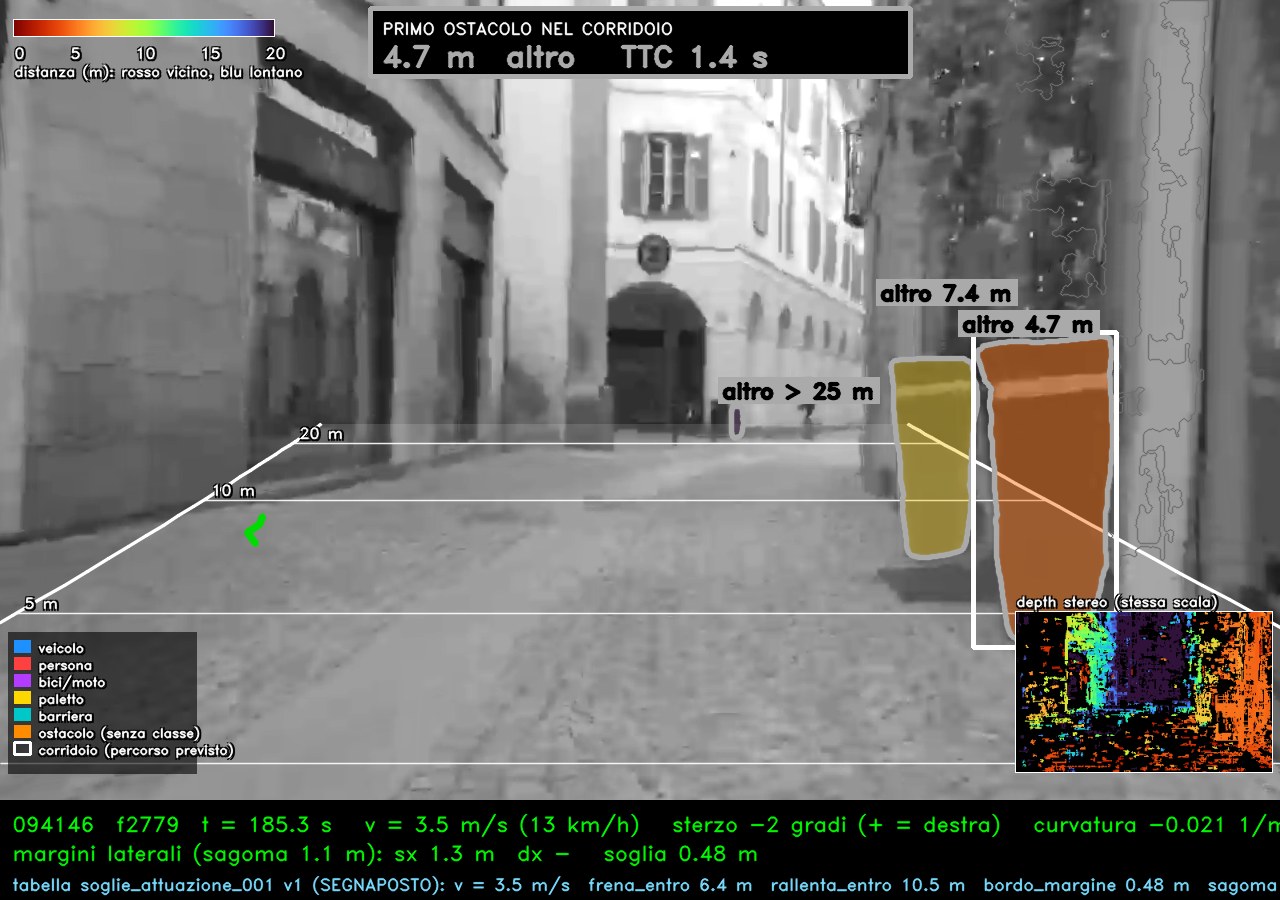 0 5 10 15 20
distanza (m): rosso vicino, blu lontano
PRIMO OSTACOLO NEL CORRIDOIO
4.7 m altro TTC 1.4 s
altro 7.4 m
altro 4.7 m
altro > 25 m
20 m
10 m
5 m
depth stereo (stessa scala)
veicolo
persona
bici/moto
paletto
barriera
ostacolo (senza classe)
corridoio (percorso previsto)
094146 f2779 t = 185.3 s v = 3.5 m/s (13 km/h) sterzo −2 gradi (+ = destra) curvatura −0.021 1/m
margini laterali (sagoma 1.1 m): sx 1.3 m dx − soglia 0.48 m
tabella soglie_attuazione_001 v1 (SEGNAPOSTO): v = 3.5 m/s frena_entro 6.4 m rallenta_entro 10.5 m bordo_margine 0.48 m sagoma